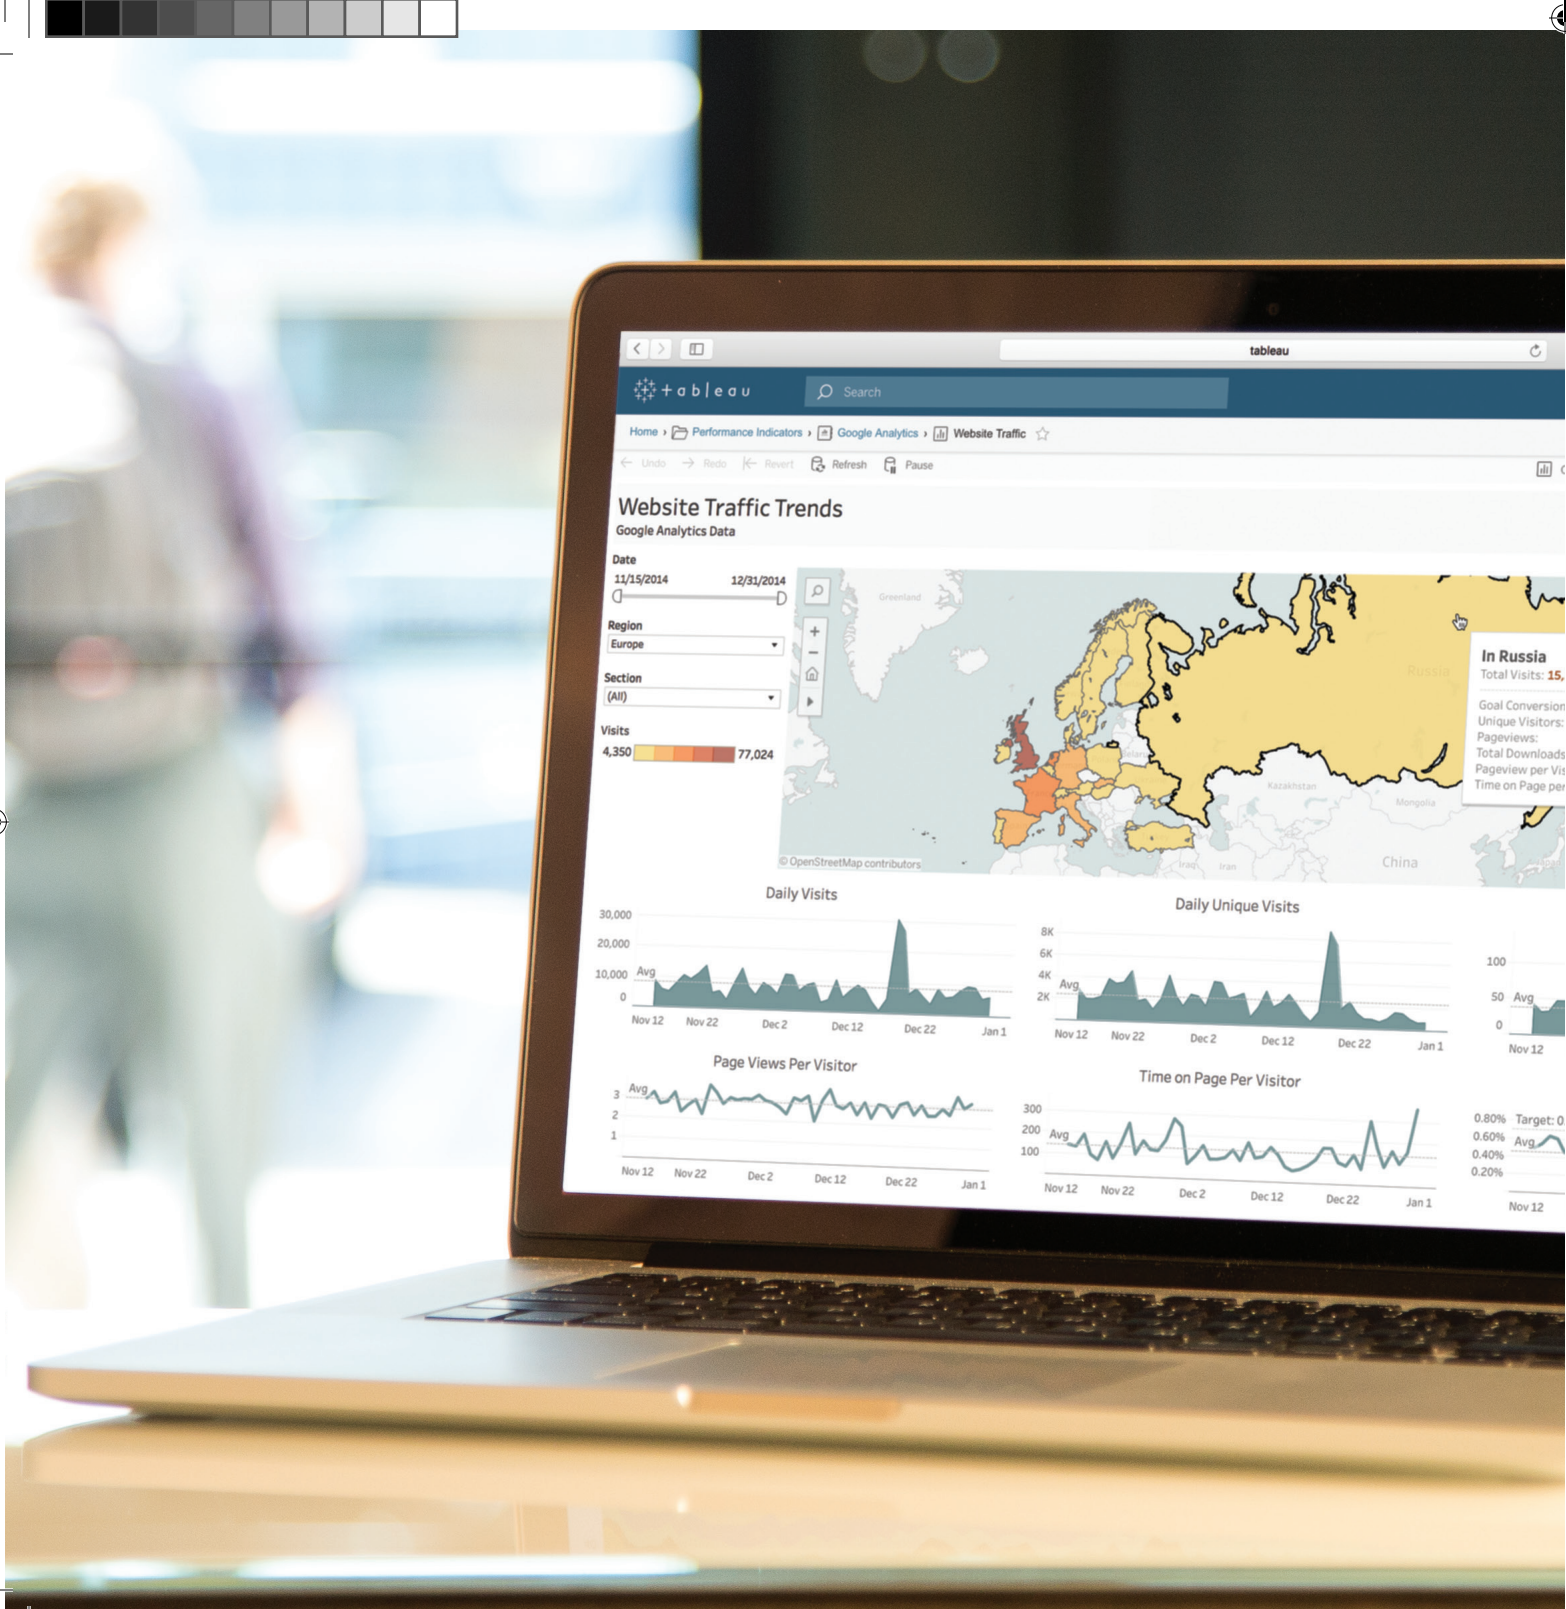 tableau
+ableau
Search
Home › Performance Indicators › Google Analytics › Website Traffic
Undo Redo Revert Refresh Pause
Website Traffic Trends
Google Analytics Data
Date
11/15/2014 12/31/2014
Region
Europe
Section
(All)
Visits
4,350 77,024
Greenland
Russia
Kazakhstan
Mongolia
China
Iraq
Iran
© OpenStreetMap contributors
In Russia
Total Visits: 15,
Goal Conversion
Unique Visitors:
Pageviews:
Total Downloads
Pageview per Vis
Time on Page per
Daily Visits
30,000
20,000
10,000 Avg
0
Nov 12 Nov 22 Dec 2 Dec 12 Dec 22 Jan 1
Daily Unique Visits
8K
6K
4K
Avg
2K
Nov 12 Nov 22 Dec 2 Dec 12 Dec 22 Jan 1
100
50 Avg
0
Nov 12
Page Views Per Visitor
3 Avg
2
1
Nov 12 Nov 22 Dec 2 Dec 12 Dec 22 Jan 1
Time on Page Per Visitor
300
200 Avg
100
Nov 12 Nov 22 Dec 2 Dec 12 Dec 22 Jan 1
0.80% Target: 0.
0.60% Avg
0.40%
0.20%
Nov 12